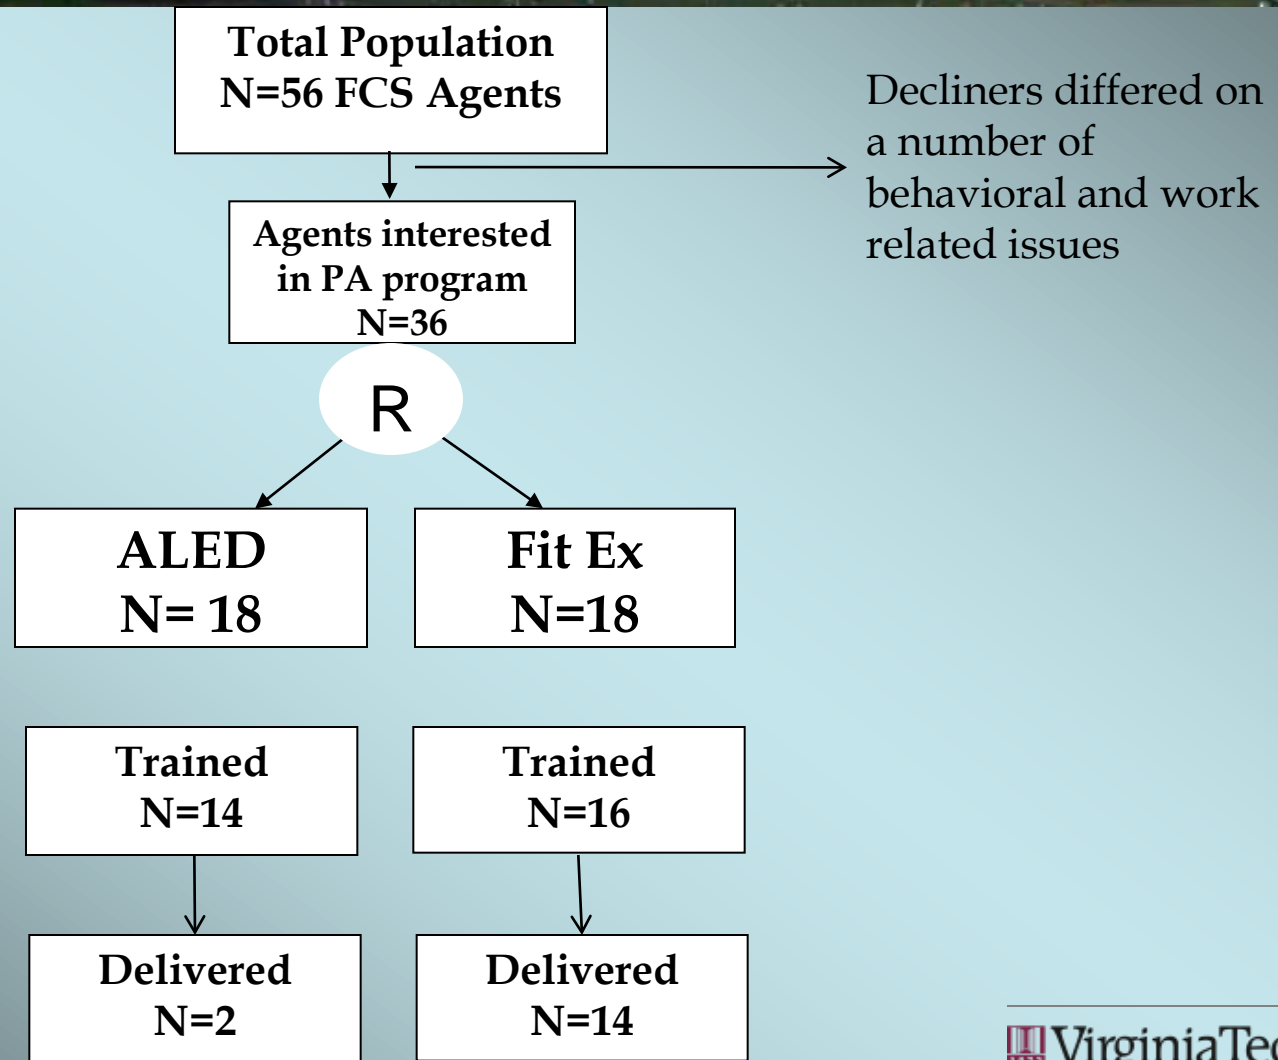 Total Population
N=56 FCS Agents
Decliners differed on
a number of
behavioral and work
related issues
Agents interested
in PA program
N=36
R
ALED
N= 18
Fit Ex
N=18
Trained
N=14
Trained
N=16
Delivered
N=2
Delivered
N=14
VirginiaTec